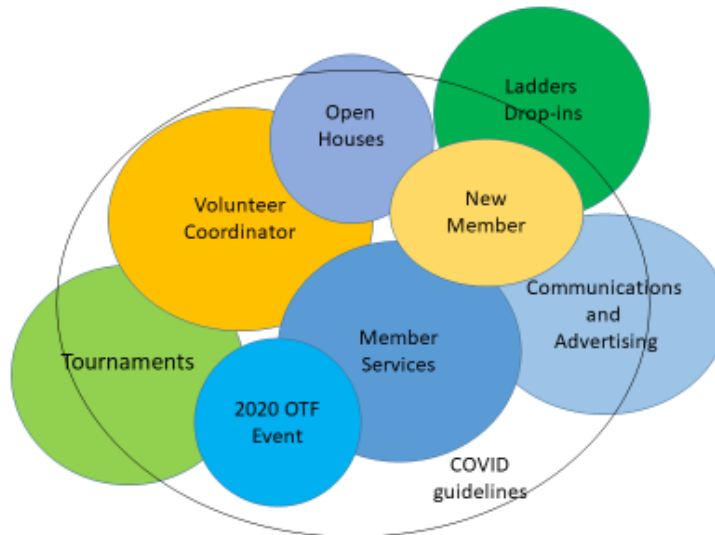 Ladders
Drop-ins
Open
Houses
New
Member
Volunteer
Coordinator
Communications
and
Advertising
Member
Services
Tournaments
2020 OTF
Event
COVID
guidelines